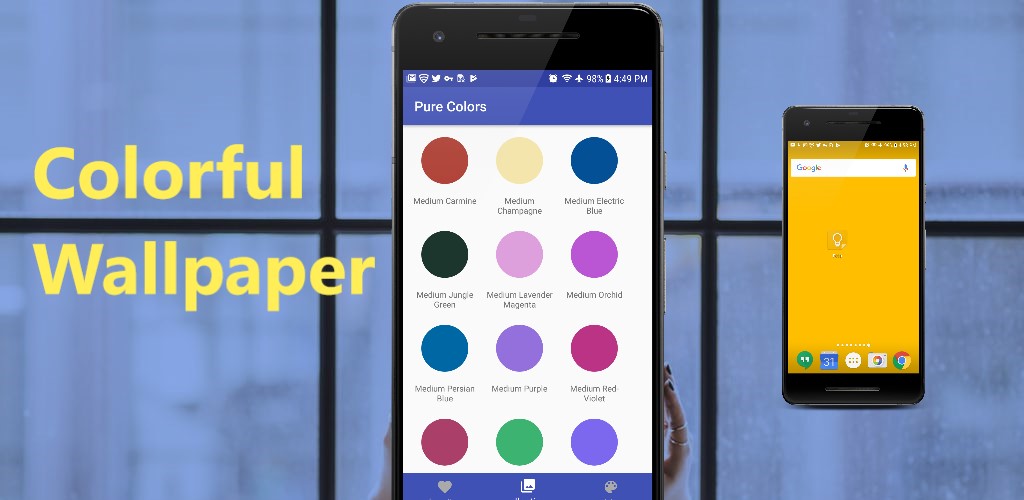 Colorful
Wallpaper
98% 4:49 PM
Pure Colors
Medium Carmine
Medium
Champagne
Medium Electric
Blue
Medium Jungle
Green
Medium Lavender
Magenta
Medium Orchid
Medium Persian
Blue
Medium Purple
Medium Red-
Violet
Google
31